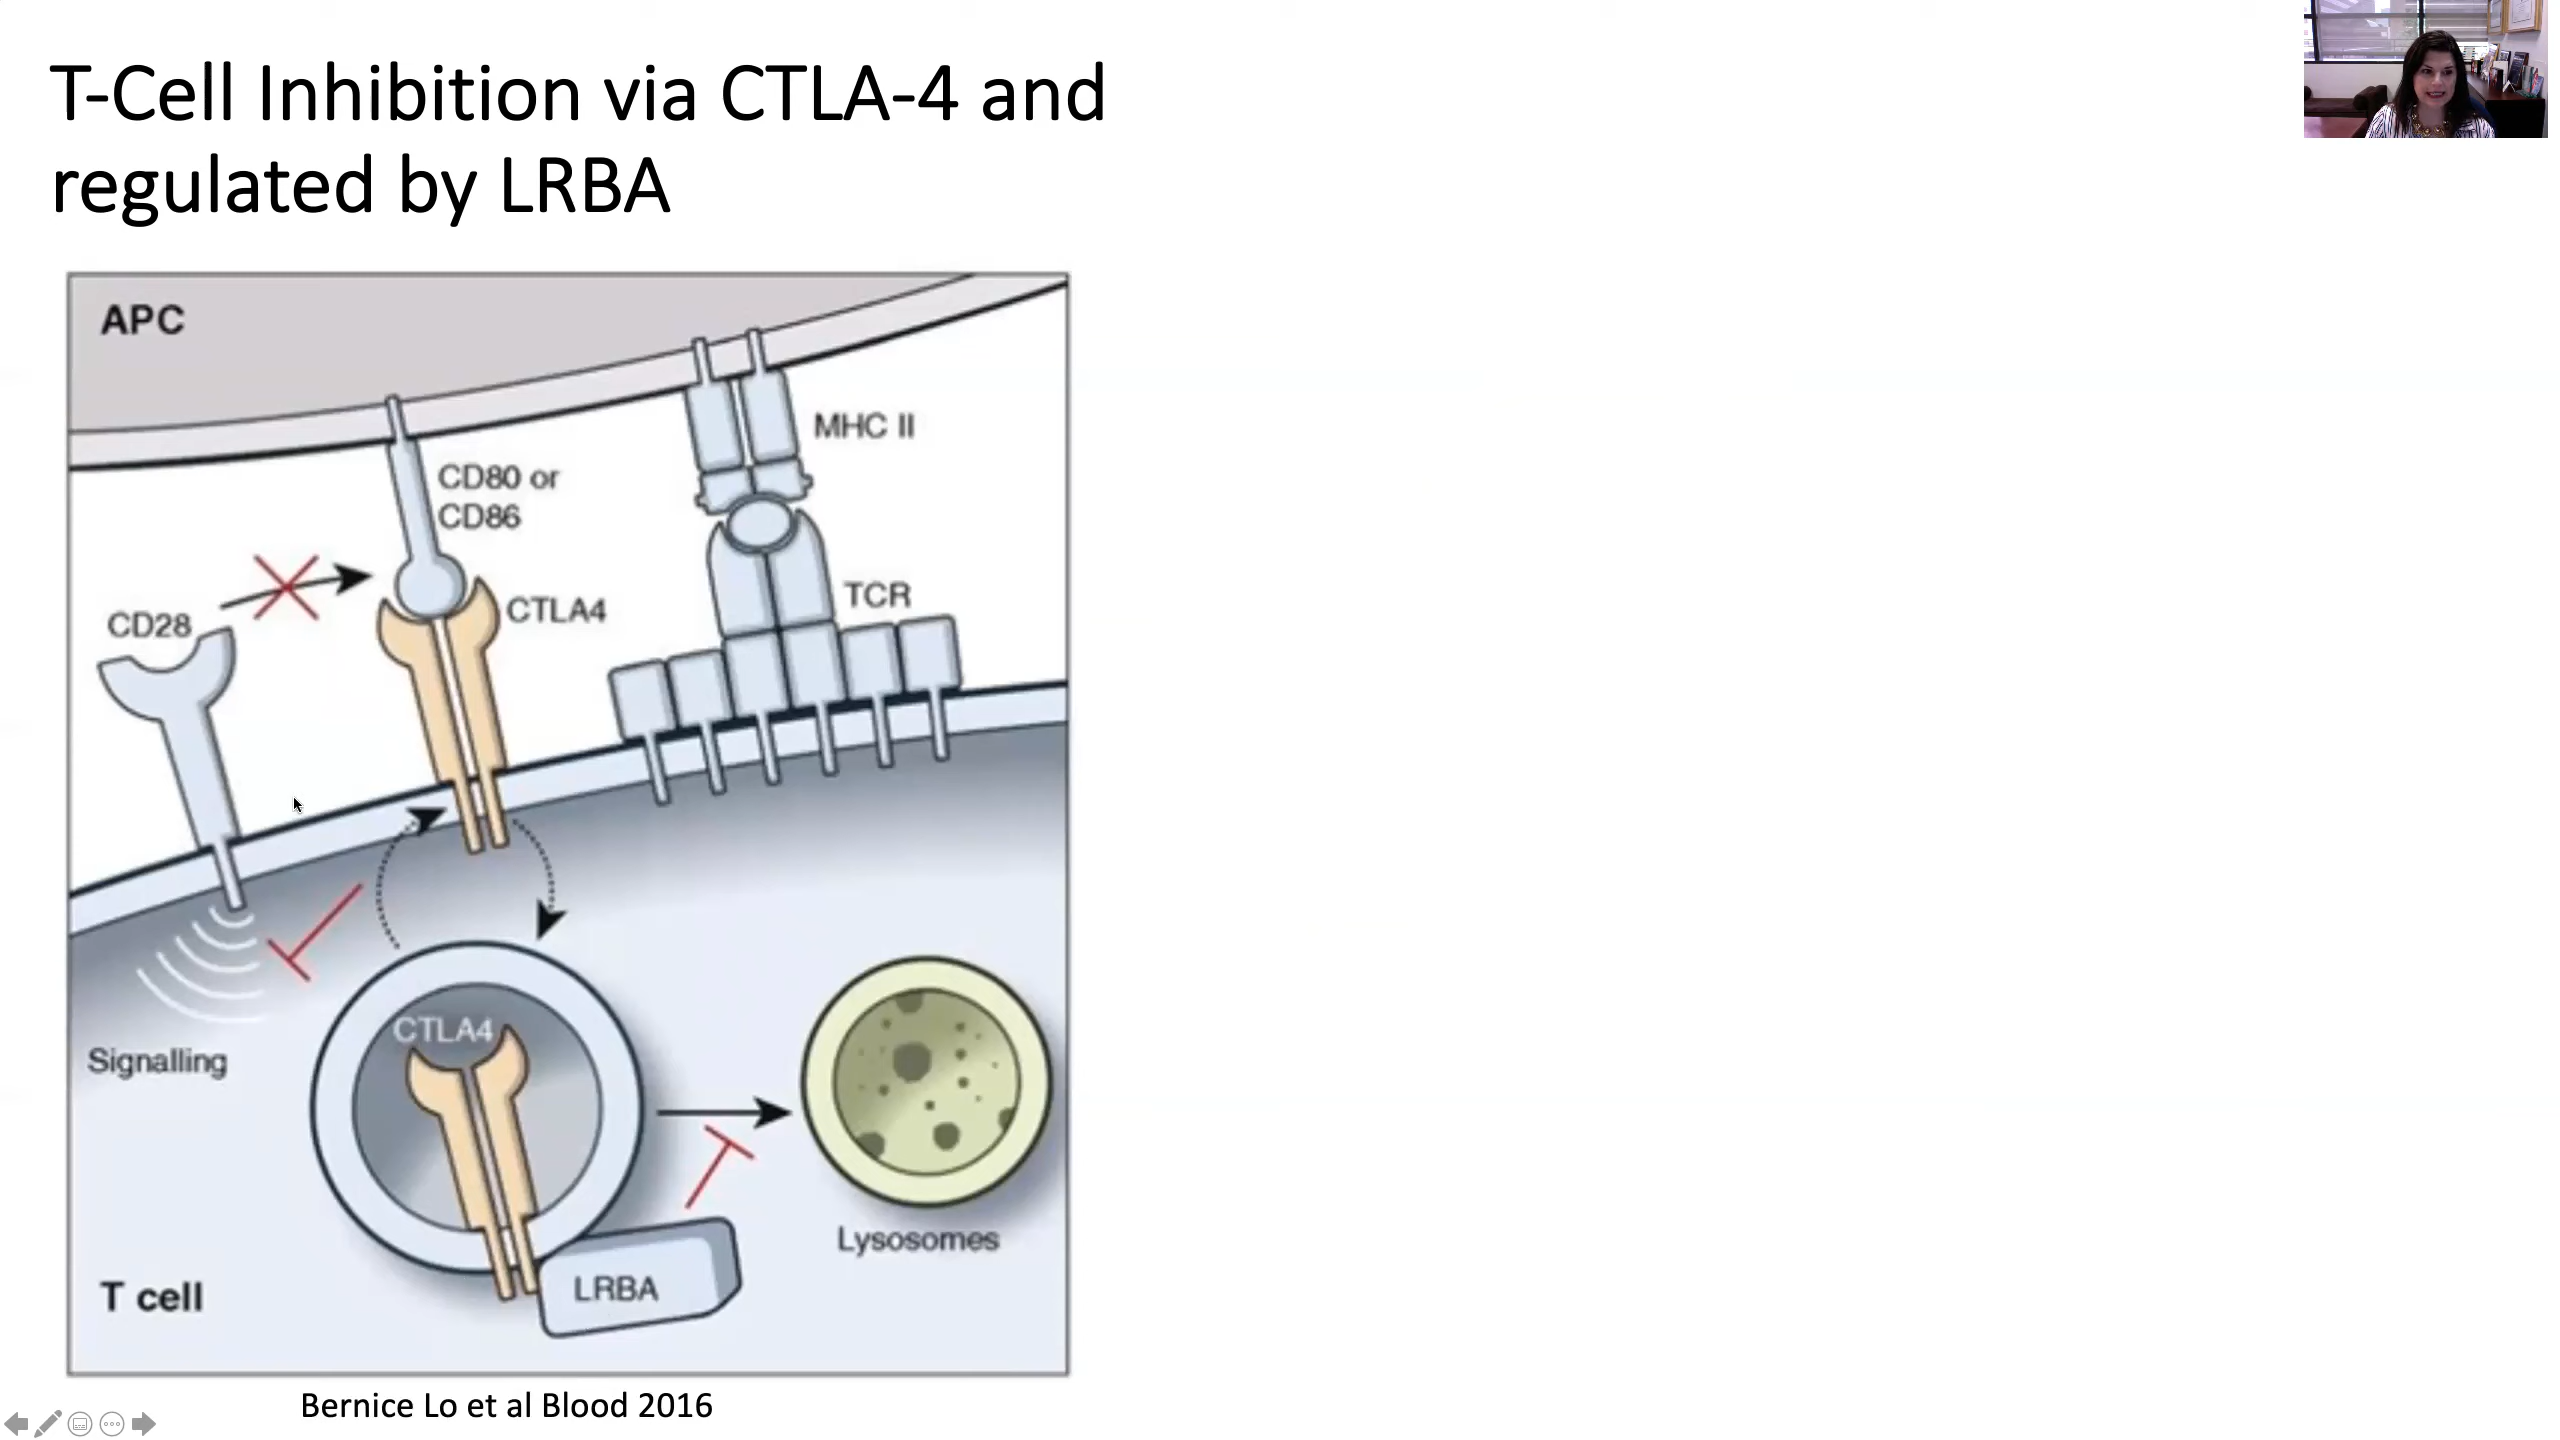 T-Cell Inhibition via CTLA-4 and
regulated by LRBA
APC
MHC II
CD80 or
CD86
CTLA4
TCR
CD28
CTLA4
Signalling
Lysosomes
LRBA
T cell
Bernice Lo et al Blood 2016